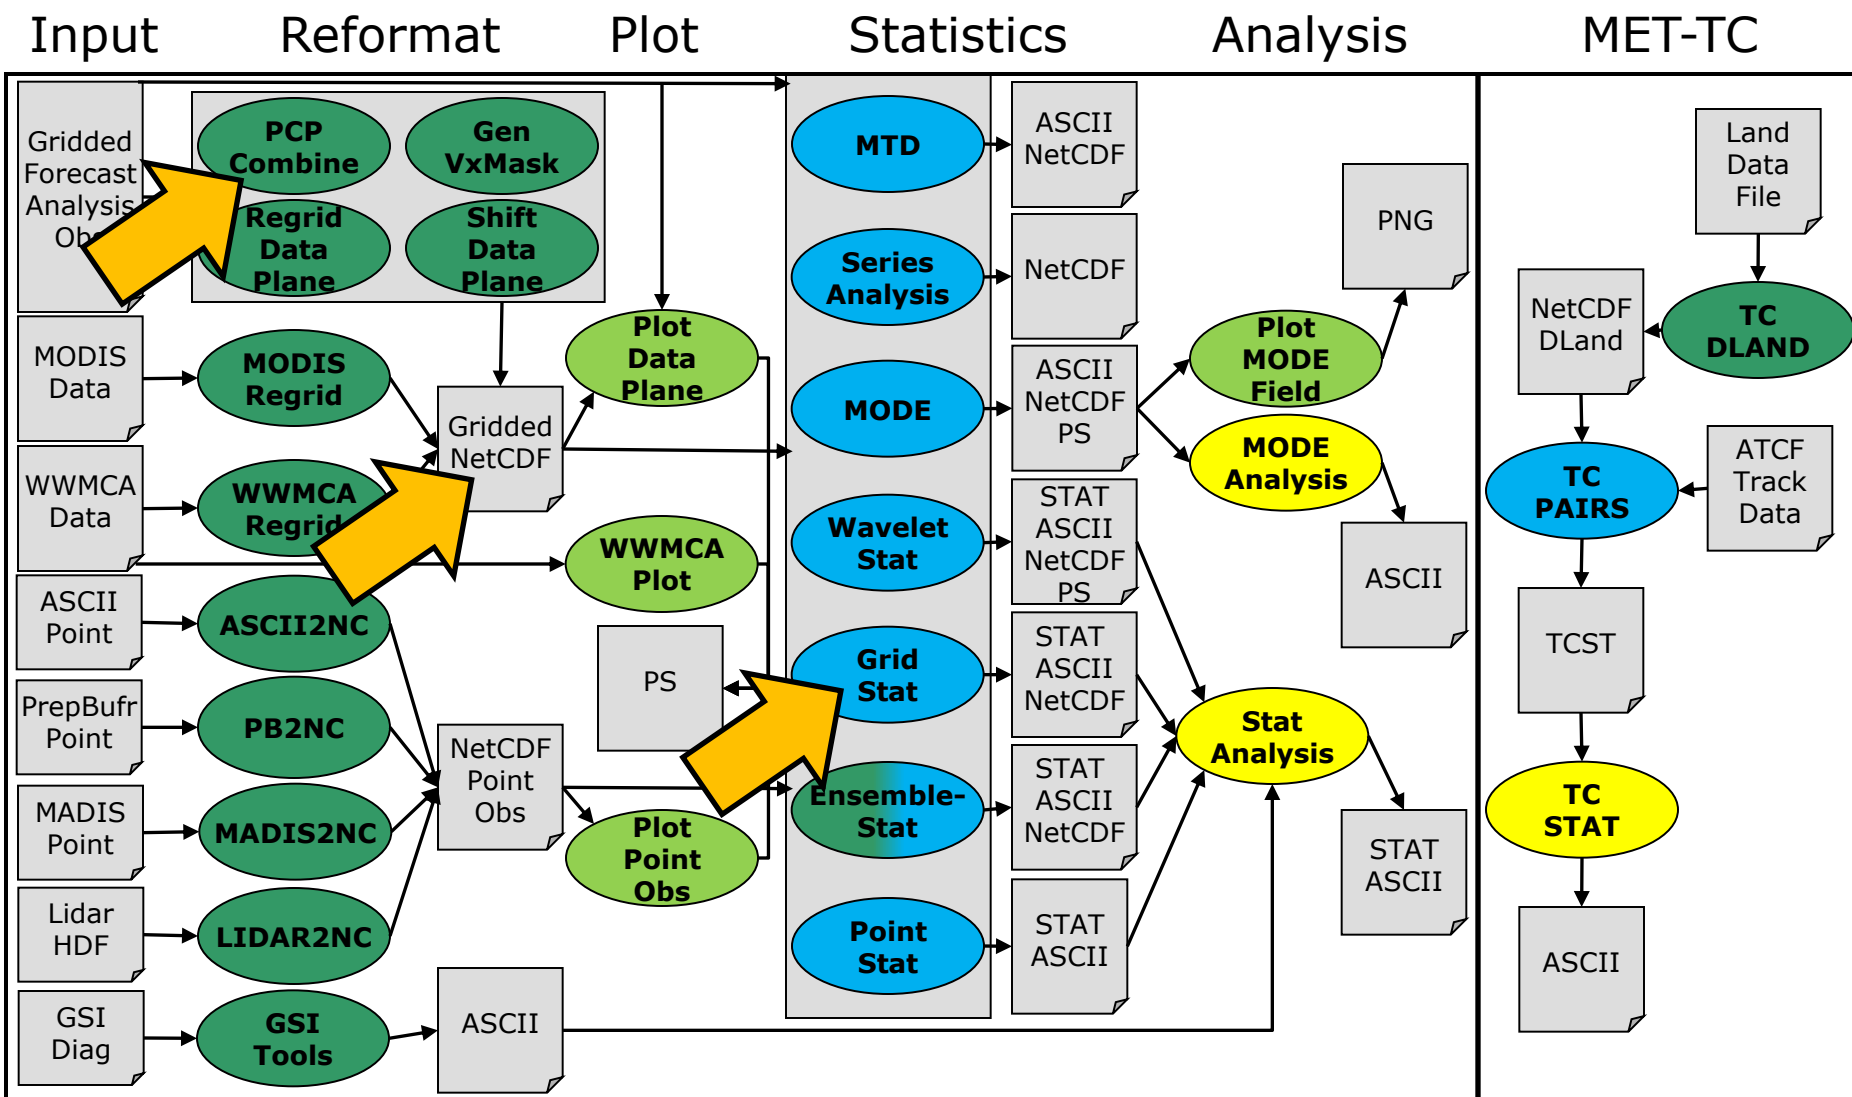 Input
Reformat
Plot
Statistics
Analysis
MET-TC
Gridded
Forecast
Analysis
Obs
PCP
Combine
Gen
VxMask
Regrid
Data
Plane
Shift
Data
Plane
MODIS
Data
MODIS
Regrid
WWMCA
Data
WWMCA
Regrid
Gridded
NetCDF
ASCII
Point
ASCII2NC
PrepBufr
Point
PB2NC
MADIS
Point
MADIS2NC
Lidar
HDF
LIDAR2NC
GSI
Diag
GSI
Tools
ASCII
NetCDF
Point
Obs
Plot
Data
Plane
WWMCA
Plot
PS
Plot
Point
Obs
MTD
ASCII
NetCDF
Series
Analysis
NetCDF
MODE
ASCII
NetCDF
PS
Wavelet
Stat
STAT
ASCII
NetCDF
PS
Grid
Stat
STAT
ASCII
NetCDF
Ensemble-
Stat
STAT
ASCII
NetCDF
Point
Stat
STAT
ASCII
PNG
Plot
MODE
Field
MODE
Analysis
ASCII
Stat
Analysis
STAT
ASCII
Land
Data
File
NetCDF
DLand
TC
DLAND
TC
PAIRS
ATCF
Track
Data
TCST
TC
STAT
ASCII